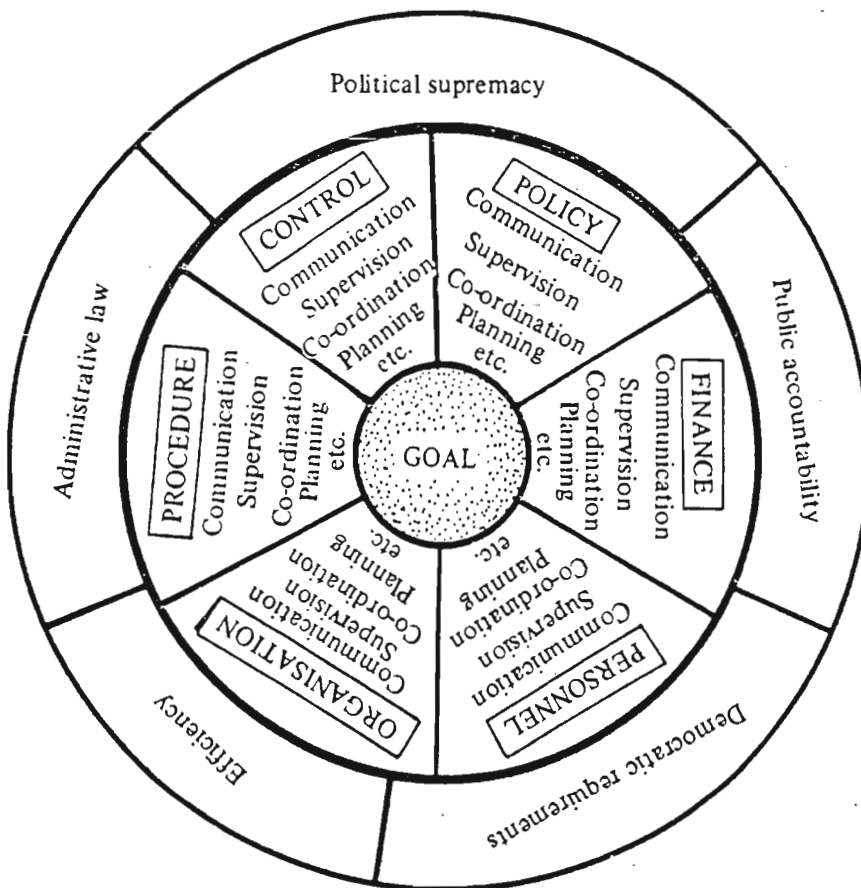 Political supremacy
Public accountability
Democratic requirements
Efficiency
Administrative law
CONTROL
Communication
Supervision
Co-ordination
Planning
etc.
POLICY
Communication
Supervision
Co-ordination
Planning
etc.
FINANCE
Communication
Supervision
Co-ordination
Planning
etc.
PERSONNEL
Communication
Supervision
Co-ordination
Planning
etc.
ORGANISATION
Communication
Supervision
Co-ordination
Planning
etc.
PROCEDURE
Communication
Supervision
Co-ordination
Planning
etc.
GOAL